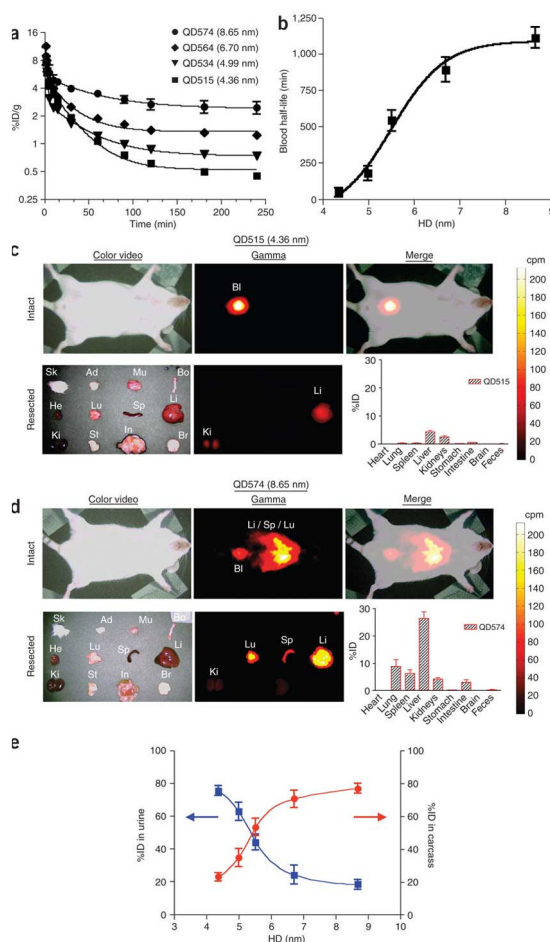 a
QD574 (8.65 nm)
QD564 (6.70 nm)
QD534 (4.99 nm)
QD515 (4.36 nm)
%ID/g
16
8
4
2
1
0.5
0.25
0 50 100 150 200 250
Time (min)
b
Blood half-life (min)
1,100
1,000
750
500
250
0
4 5 6 7 8 9
HD (nm)
c
QD515 (4.36 nm)
Color video Gamma Merge
Intact
Bl
Resected
Sk Ad Mu Bo
He Lu Sp Li
Ki St In Br
Li
Ki
%ID
30
20
10
0
QD515
Heart
Lung
Spleen
Liver
Kidneys
Stomach
Intestine
Brain
Feces
cpm
200
180
160
140
120
100
80
60
40
20
0
d
QD574 (8.65 nm)
Color video Gamma Merge
Intact
Li / Sp / Lu
Bl
Resected
Sk Ad Mu Bo
He Lu Sp Li
Ki St In Br
Lu Sp Li
Ki
%ID
30
20
10
0
QD574
Heart
Lung
Spleen
Liver
Kidneys
Stomach
Intestine
Brain
Feces
cpm
200
180
160
140
120
100
80
60
40
20
0
e
%ID in urine
100
80
60
40
20
0
%ID in carcass
100
80
60
40
20
0
3 4 5 6 7 8 9 10
HD (nm)